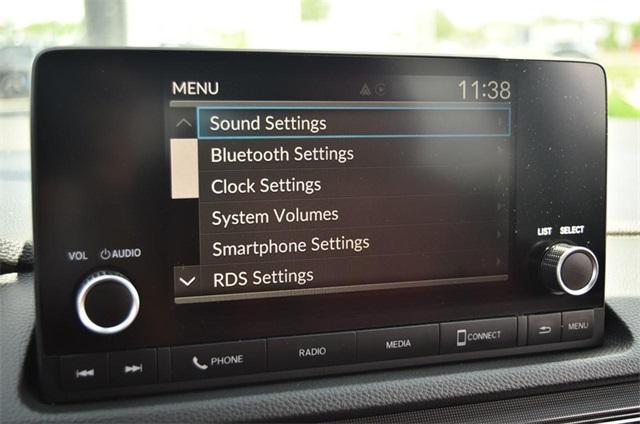 MENU 11:38
Sound Settings
Bluetooth Settings
Clock Settings
System Volumes
Smartphone Settings
RDS Settings
VOL AUDIO
LIST SELECT
PHONE RADIO MEDIA CONNECT MENU